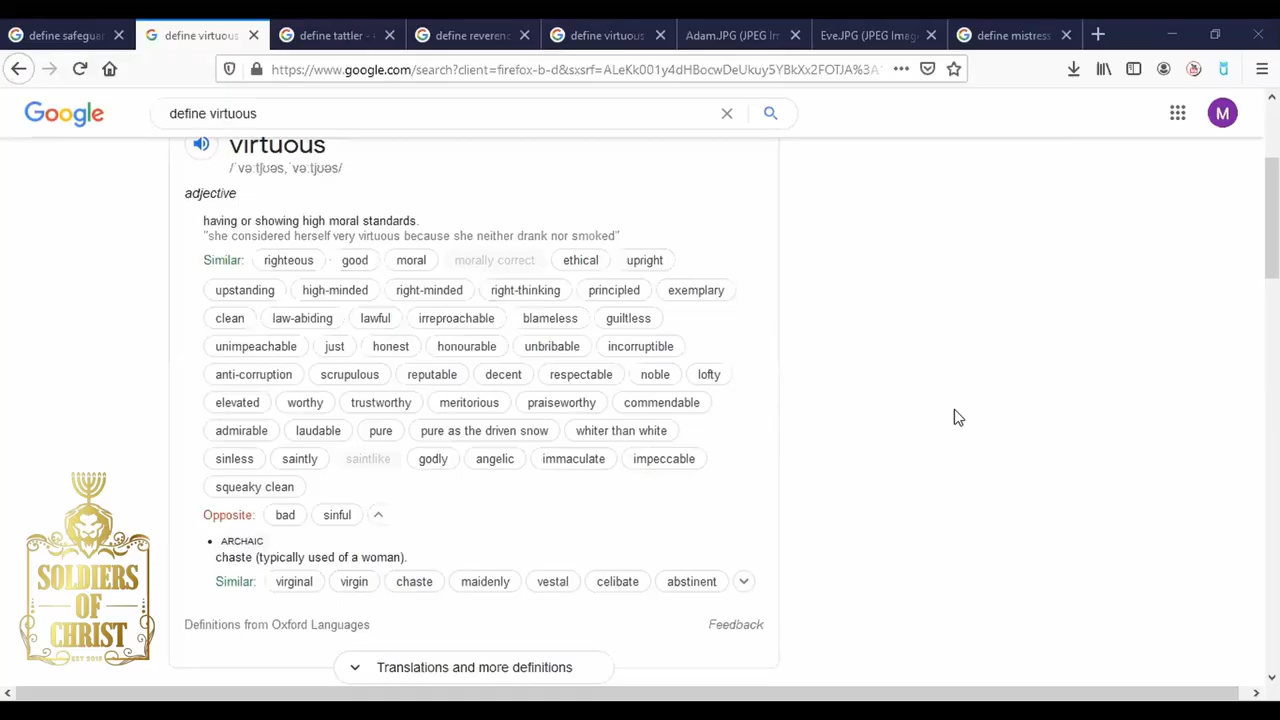 define safegua
define virtuous
define tattler -
define reverenc
define virtuous
Adam.JPG (JPEG Im
EveJPG (JPEG Imag
define mistress
https://www.google.com/search?client=firefox-b-d&sxsrf=ALeKk001y4dHBocwDeUkuy5YBkXx2FOTJA%3A
Google
define virtuous
M
virtuous
/ˈvəːtʃʊəs,ˈvəːtjʊəs/
adjective
having or showing high moral standards.
"she considered herself very virtuous because she neither drank nor smoked"
Similar: righteous good moral morally correct ethical upright
upstanding high-minded right-minded right-thinking principled exemplary
clean law-abiding lawful irreproachable blameless guiltless
unimpeachable just honest honourable unbribable incorruptible
anti-corruption scrupulous reputable decent respectable noble lofty
elevated worthy trustworthy meritorious praiseworthy commendable
admirable laudable pure pure as the driven snow whiter than white
sinless saintly saintlike godly angelic immaculate impeccable
squeaky clean
Opposite: bad sinful
ARCHAIC
chaste (typically used of a woman).
Similar: virginal virgin chaste maidenly vestal celibate abstinent
Definitions from Oxford Languages Feedback
Translations and more definitions
SOLDIERS
OF
CHRIST